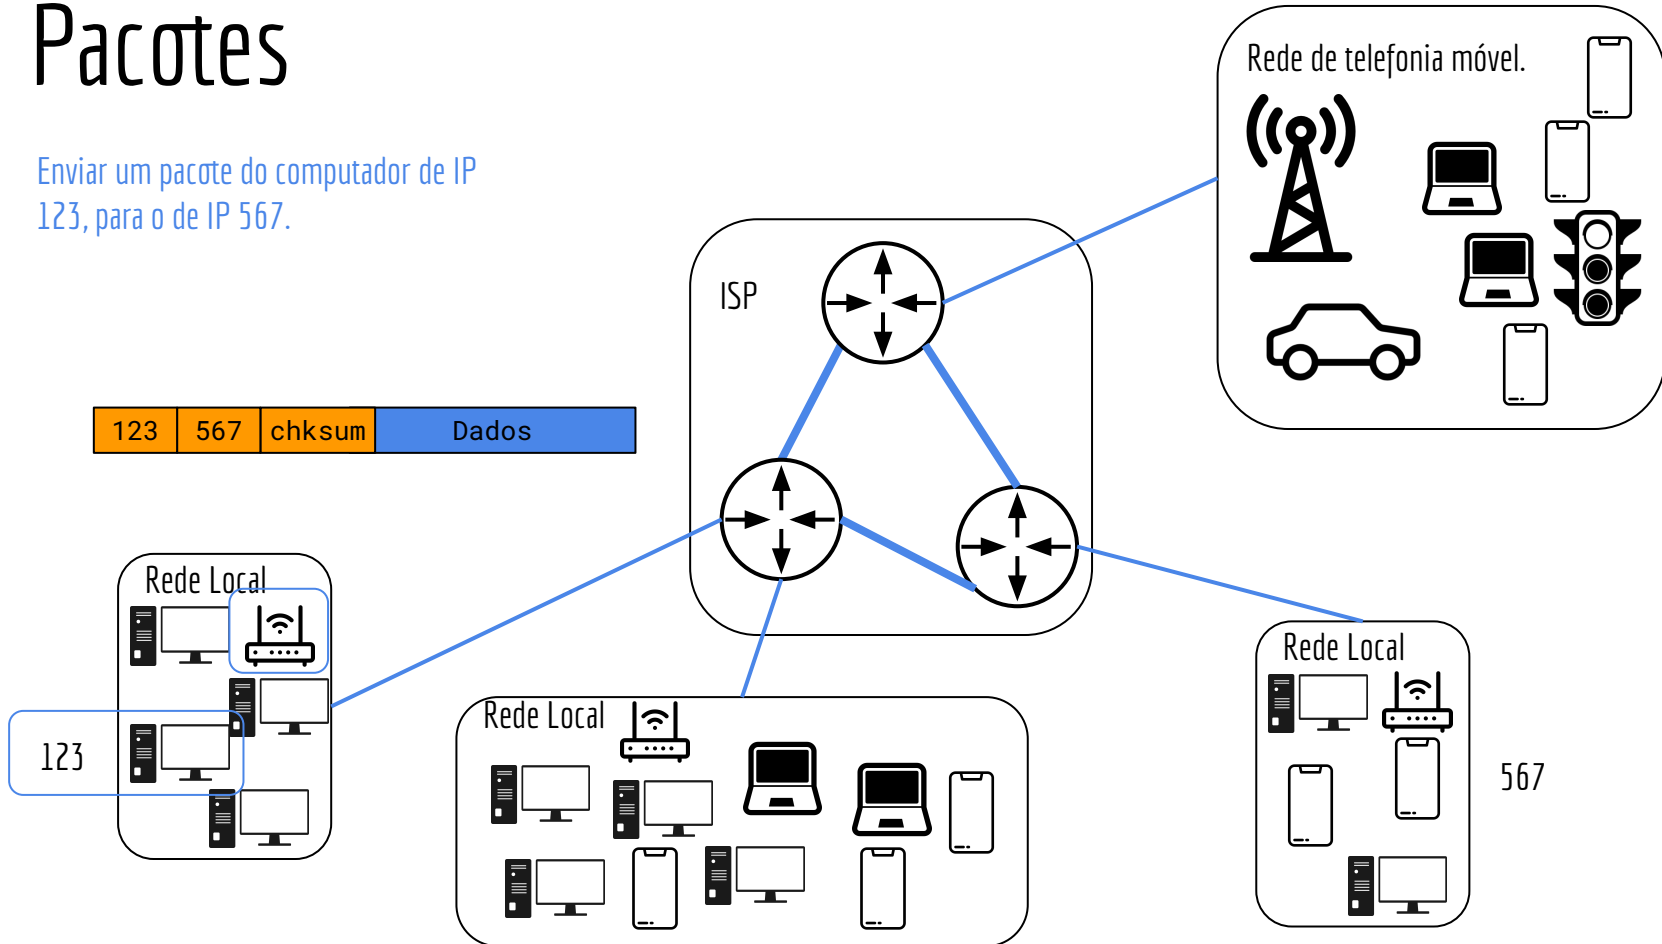 Pacotes
Enviar um pacote do computador de IP
123, para o de IP 567.
Rede de telefonia móvel.
ISP
123 567 chksum Dados
Rede Local
123
Rede Local
Rede Local
567